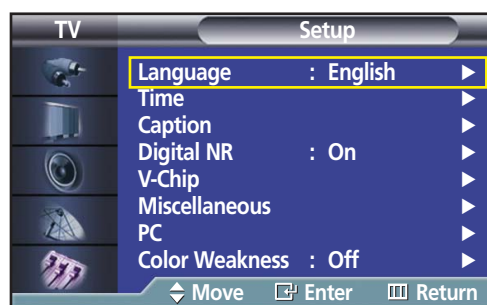 TV Setup
Language : English
Time
Caption
Digital NR : On
V-Chip
Miscellaneous
PC
Color Weakness : Off
Move Enter Return